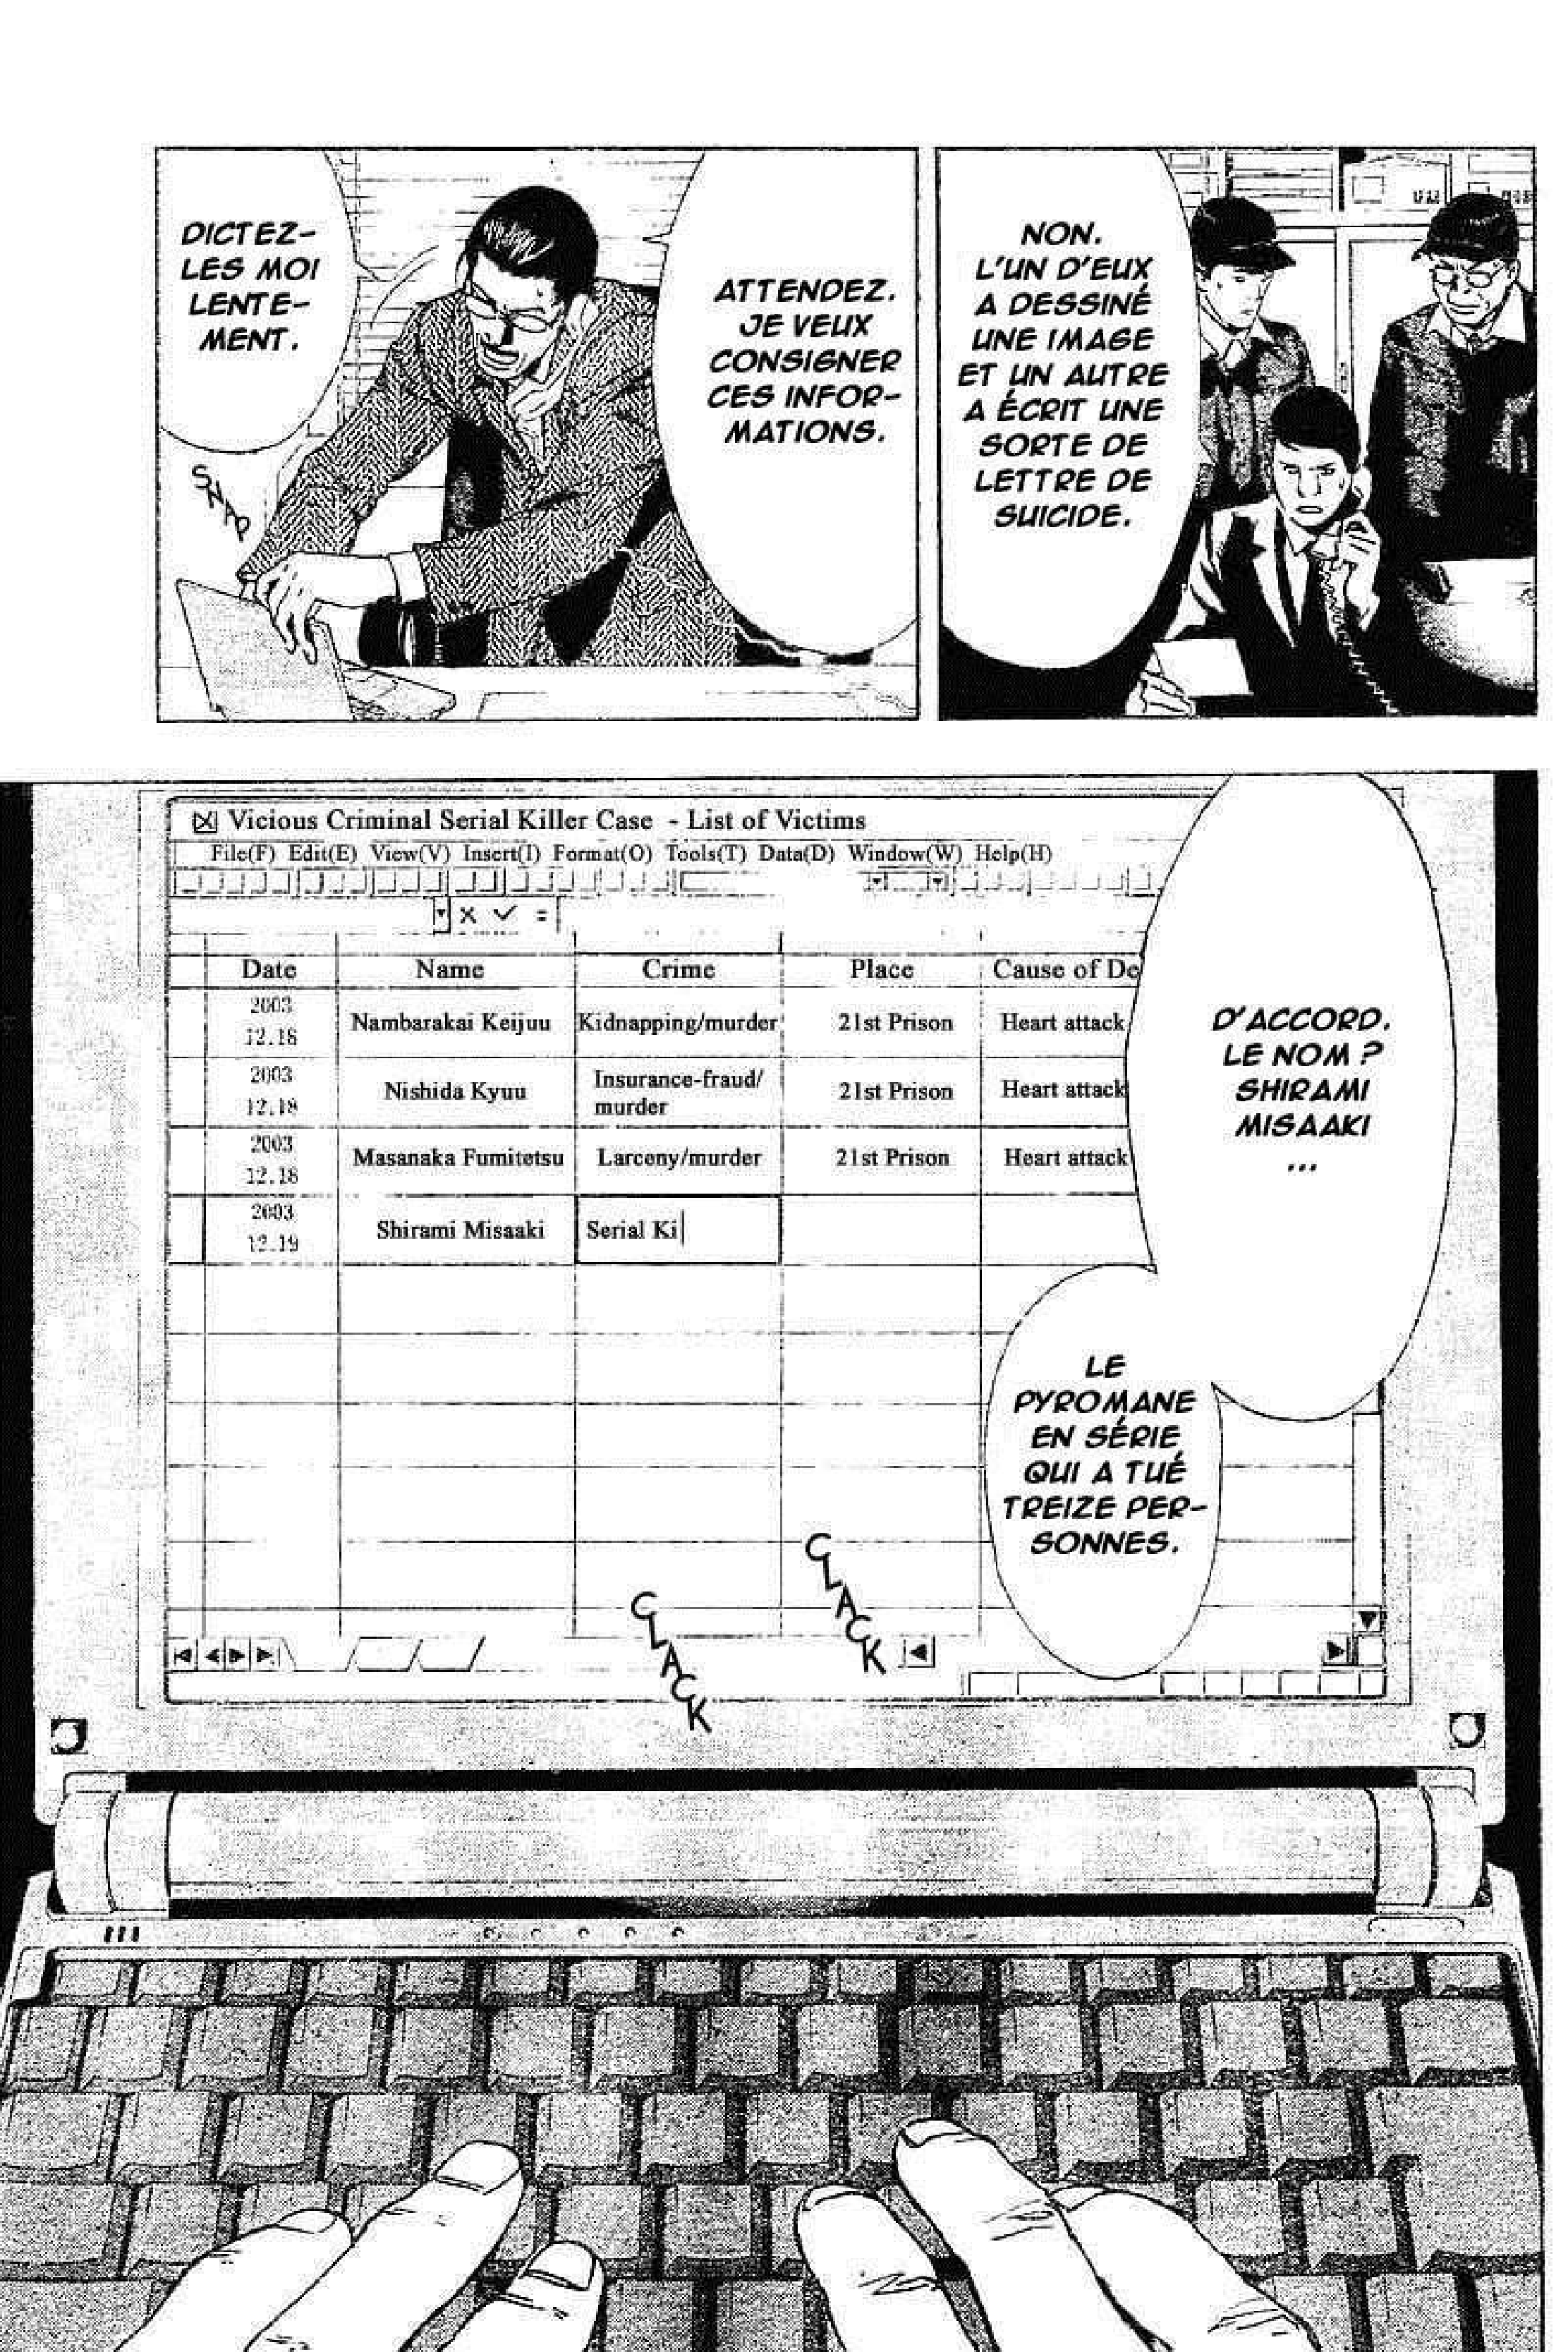 NON.
L'UN D'EUX
A DESSINÉ
UNE IMAGE
ET UN AUTRE
A ÉCRIT UNE
SORTE DE
LETTRE DE
SUICIDE.
ATTENDEZ.
JE VEUX
CONSIGNER
CES INFOR-
MATIONS.
DICTEZ-
LES MOI
LENTE-
MENT.
SNAP
D'ACCORD.
LE NOM ?
SHIRAMI
MISAAKI
...
LE
PYROMANE
EN SÉRIE
QUI A TUÉ
TREIZE PER-
SONNES.
Vicious Criminal Serial Killer Case - List of Victims
File(F) Edit(E) View(V) Insert(I) Format(O) Tools(T) Data(D) Window(W) Help(H)
Date Name Crime Place Cause of De
2003
12.18 Nambarakai Keijuu Kidnapping/murder 21st Prison Heart attack
2003
12.18 Nishida Kyuu Insurance-fraud/
murder 21st Prison Heart attack
2003
12.18 Masanaka Fumitetsu Larceny/murder 21st Prison Heart attack
2003
12.19 Shirami Misaaki Serial Ki
CLACK
CLACK